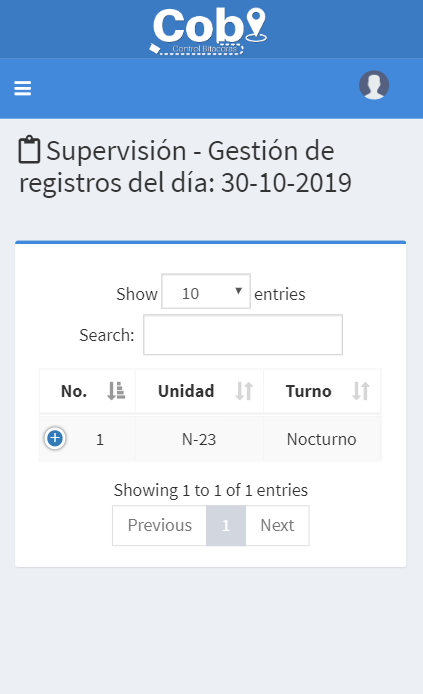 Cobi
Control Bitácoras
Supervisión - Gestión de
registros del día: 30-10-2019
Show 10 entries
Search:
No. Unidad Turno
1 N-23 Nocturno
Showing 1 to 1 of 1 entries
Previous 1 Next